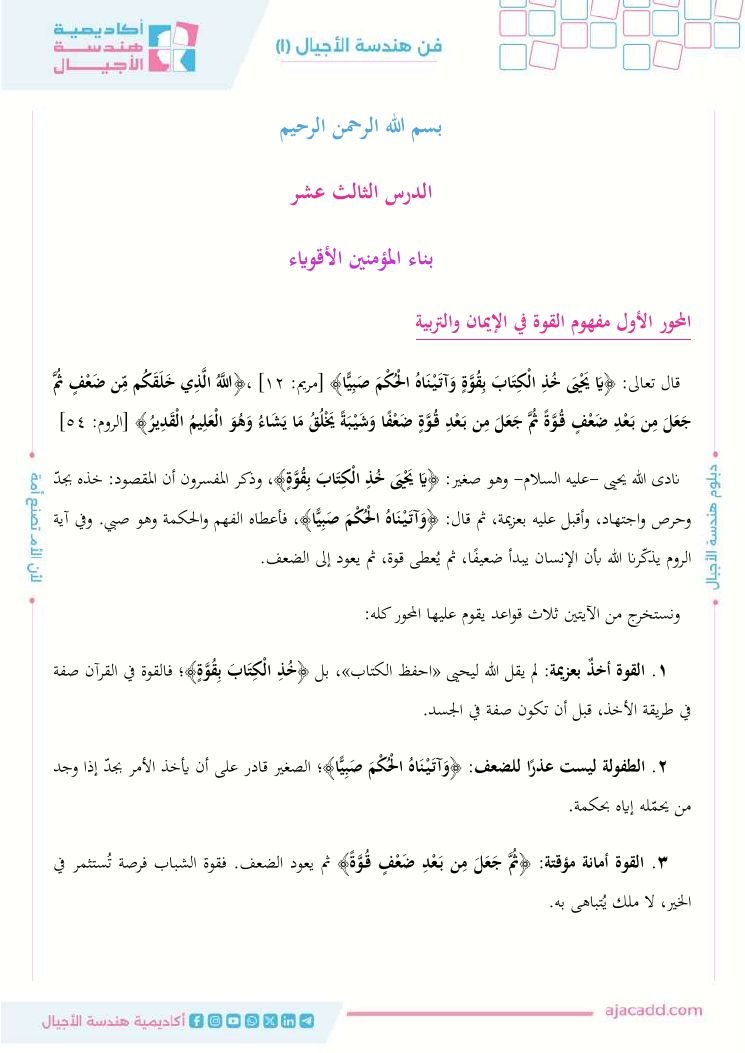 أكاديمية
هندسة
الأجيال
فن هندسة الأجيال (١)
بسم الله الرحمن الرحيم
الدرس الثالث عشر
بناء المؤمنين الأقوياء
المحور الأول مفهوم القوة في الإيمان والتربية
قال تعالى: ﴿يَا يَحْيَى خُذِ الْكِتَابَ بِقُوَّةٍ وَآتَيْنَاهُ الْحُكْمَ صَبِيًّا﴾ [مريم: ١٢] ،﴿اللَّهُ الَّذِي خَلَقَكُم مِّن ضَعْفٍ ثُمَّ
جَعَلَ مِن بَعْدِ ضَعْفٍ قُوَّةً ثُمَّ جَعَلَ مِن بَعْدِ قُوَّةٍ ضَعْفًا وَشَيْبَةً يَخْلُقُ مَا يَشَاءُ وَهُوَ الْعَلِيمُ الْقَدِيرُ﴾ [الروم: ٥٤]
نادى الله يحيى -عليه السلام- وهو صغير: ﴿يَا يَحْيَى خُذِ الْكِتَابَ بِقُوَّةٍ﴾، وذكر المفسرون أن المقصود: خذه بجدّ
وحرص واجتهاد، وأقبل عليه بعزيمة، ثم قال: ﴿وَآتَيْنَاهُ الْحُكْمَ صَبِيًّا﴾، فأعطاه الفهم والحكمة وهو صبي. وفي آية
الروم يذكّرنا الله بأن الإنسان يبدأ ضعيفًا، ثم يُعطى قوة، ثم يعود إلى الضعف.
ونستخرج من الآيتين ثلاث قواعد يقوم عليها المحور كله:
١. القوة أخذٌ بعزيمة: لم يقل الله ليحيى «احفظ الكتاب»، بل ﴿خُذِ الْكِتَابَ بِقُوَّةٍ﴾؛ فالقوة في القرآن صفة
في طريقة الأخذ، قبل أن تكون صفة في الجسد.
٢. الطفولة ليست عذرًا للضعف: ﴿وَآتَيْنَاهُ الْحُكْمَ صَبِيًّا﴾؛ الصغير قادر على أن يأخذ الأمر بجدّ إذا وجد
من يحمّله إياه بحكمة.
٣. القوة أمانة مؤقتة: ﴿ثُمَّ جَعَلَ مِن بَعْدِ ضَعْفٍ قُوَّةً﴾ ثم يعود الضعف. فقوة الشباب فرصة تُستثمر في
الخير، لا ملك يُتباهى به.
دبلوم هندسة الأجيال
لأن الأمـ تصنع أمة
أكاديمية هندسة الأجيال
ajacadd.com